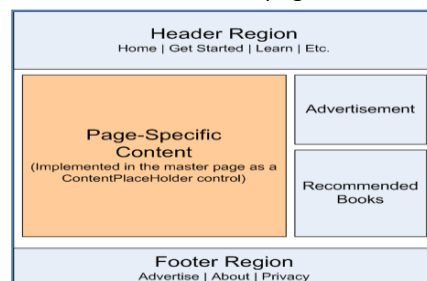 Header Region
Home | Get Started | Learn | Etc.
Page-Specific
Content
(Implemented in the master page as a
ContentPlaceHolder control)
Advertisement
Recommended
Books
Footer Region
Advertise | About | Privacy